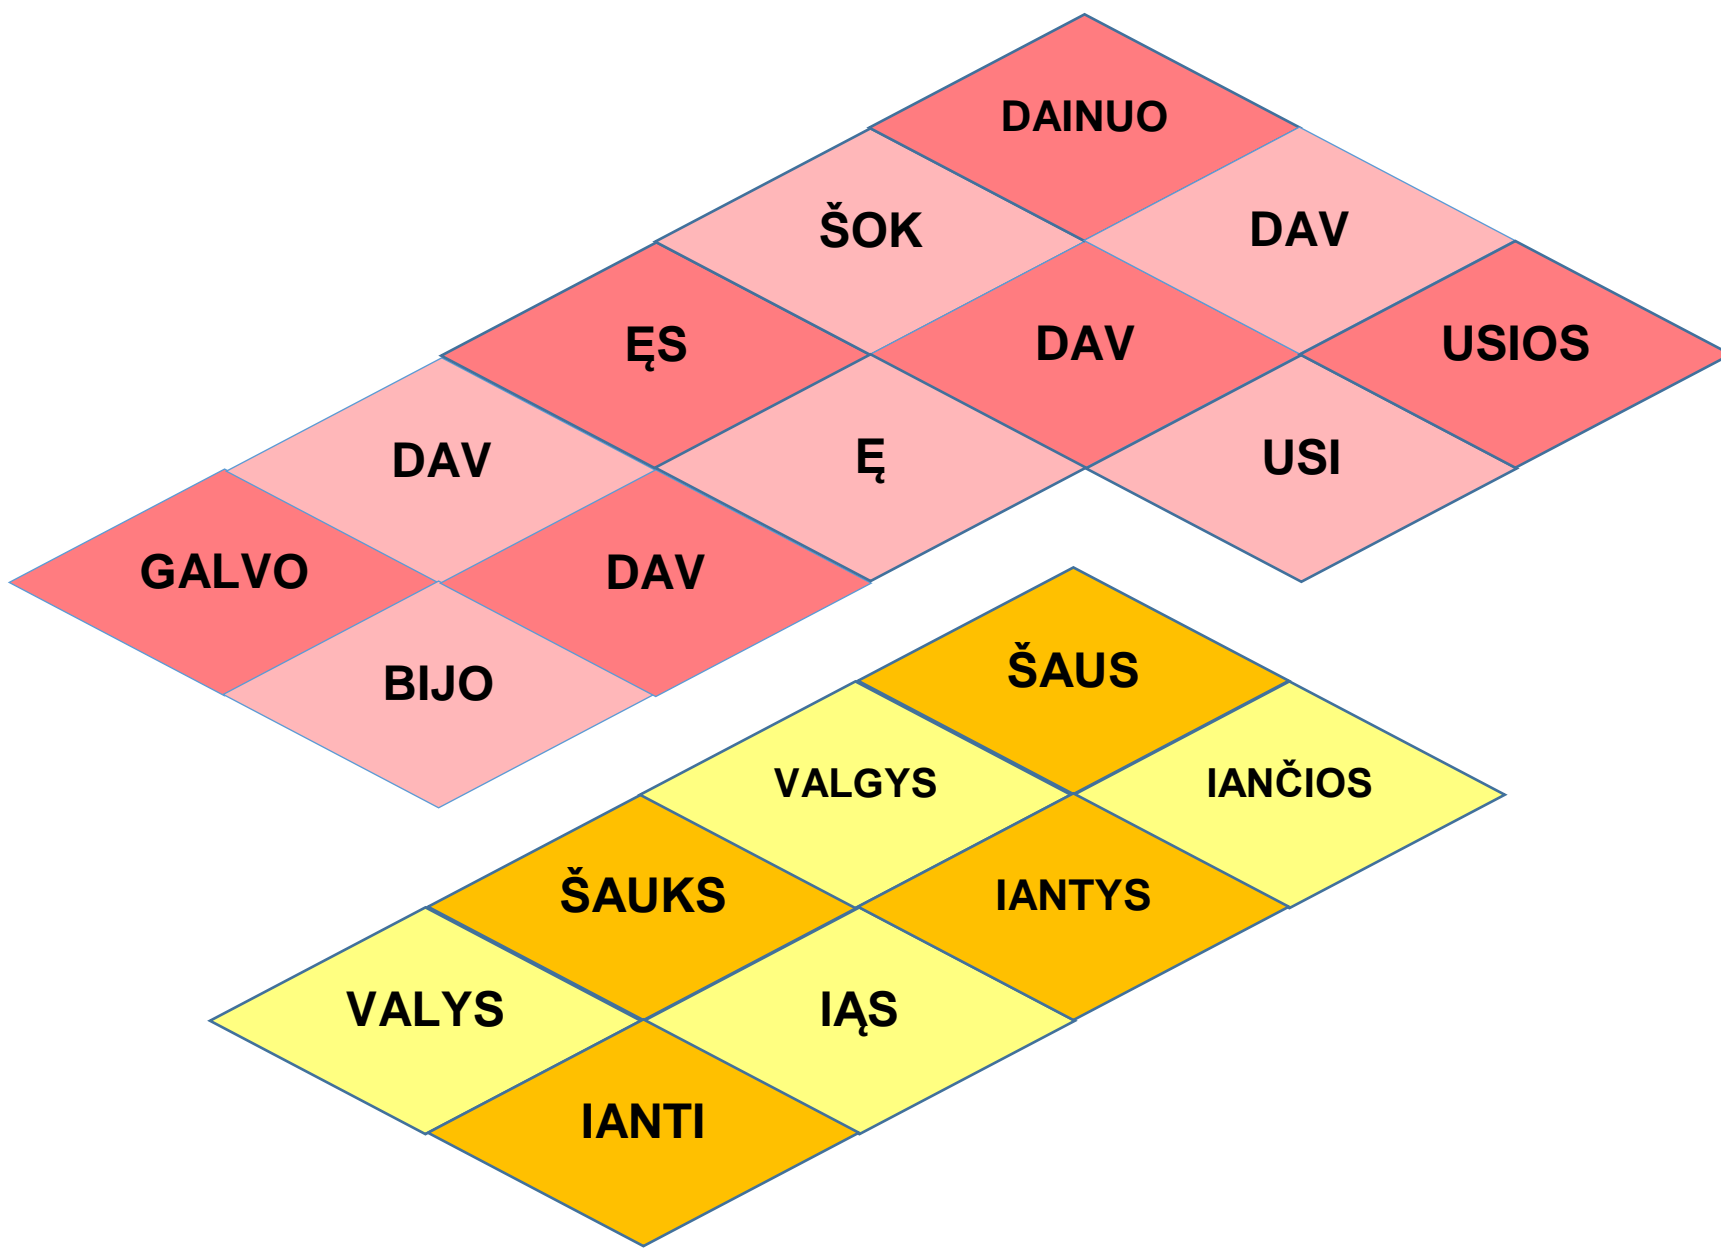 DAINUO
ŠOK DAV
ĘS DAV USIOS
DAV Ę USI
GALVO DAV
BIJO
ŠAUS
VALGYS IANČIOS
ŠAUKS IANTYS
VALYS IĄS
IANTI